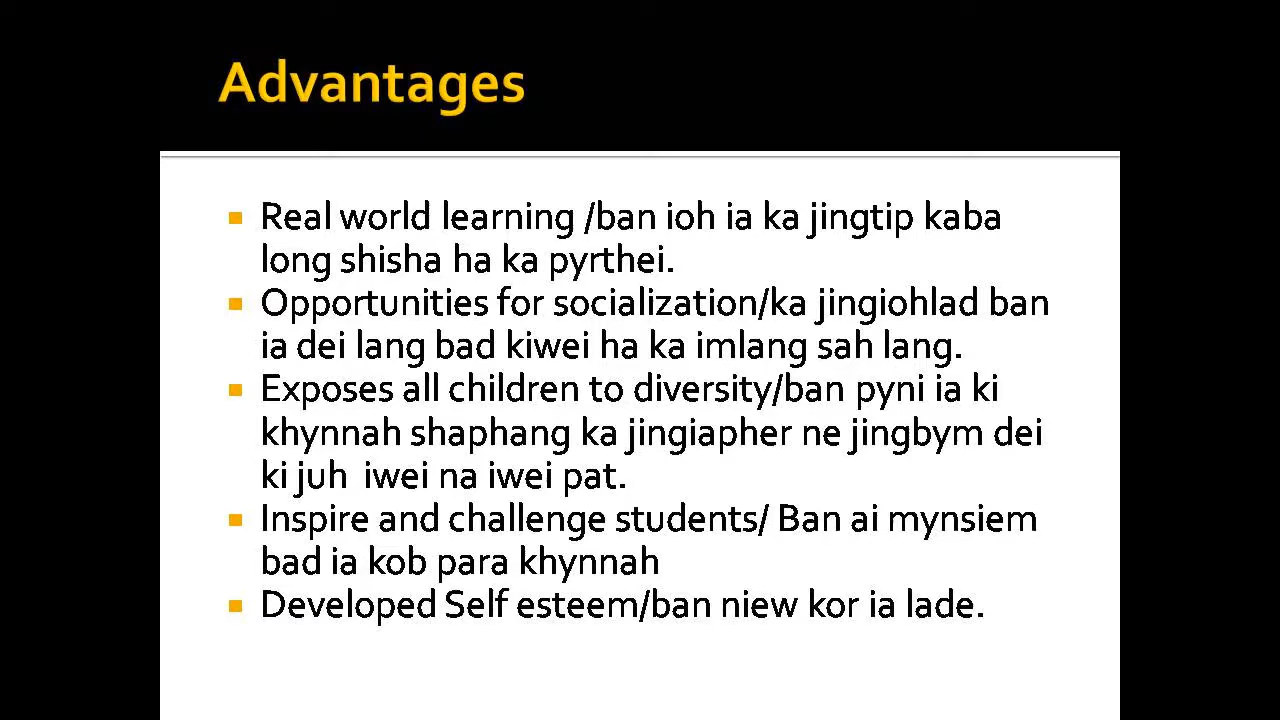 Advantages
Real world learning /ban ioh ia ka jingtip kaba
long shisha ha ka pyrthei.
Opportunities for socialization/ka jingiohlad ban
ia dei lang bad kiwei ha ka imlang sah lang.
Exposes all children to diversity/ban pyni ia ki
khynnah shaphang ka jingiapher ne jingbym dei
ki juh  iwei na iwei pat.
Inspire and challenge students/ Ban ai mynsiem
bad ia kob para khynnah
Developed Self esteem/ban niew kor ia lade.